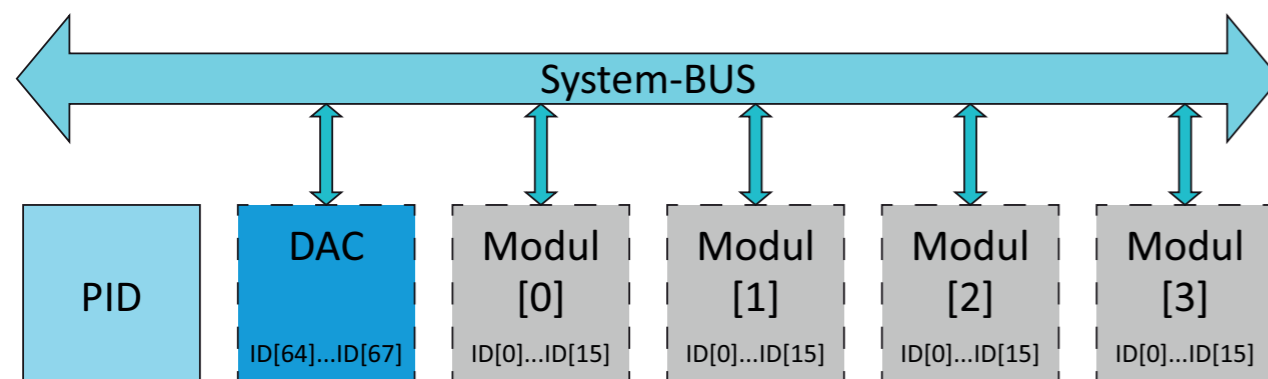 System-BUS
PID
DAC
ID[64]...ID[67]
Modul
[0]
ID[0]...ID[15]
Modul
[1]
ID[0]...ID[15]
Modul
[2]
ID[0]...ID[15]
Modul
[3]
ID[0]...ID[15]